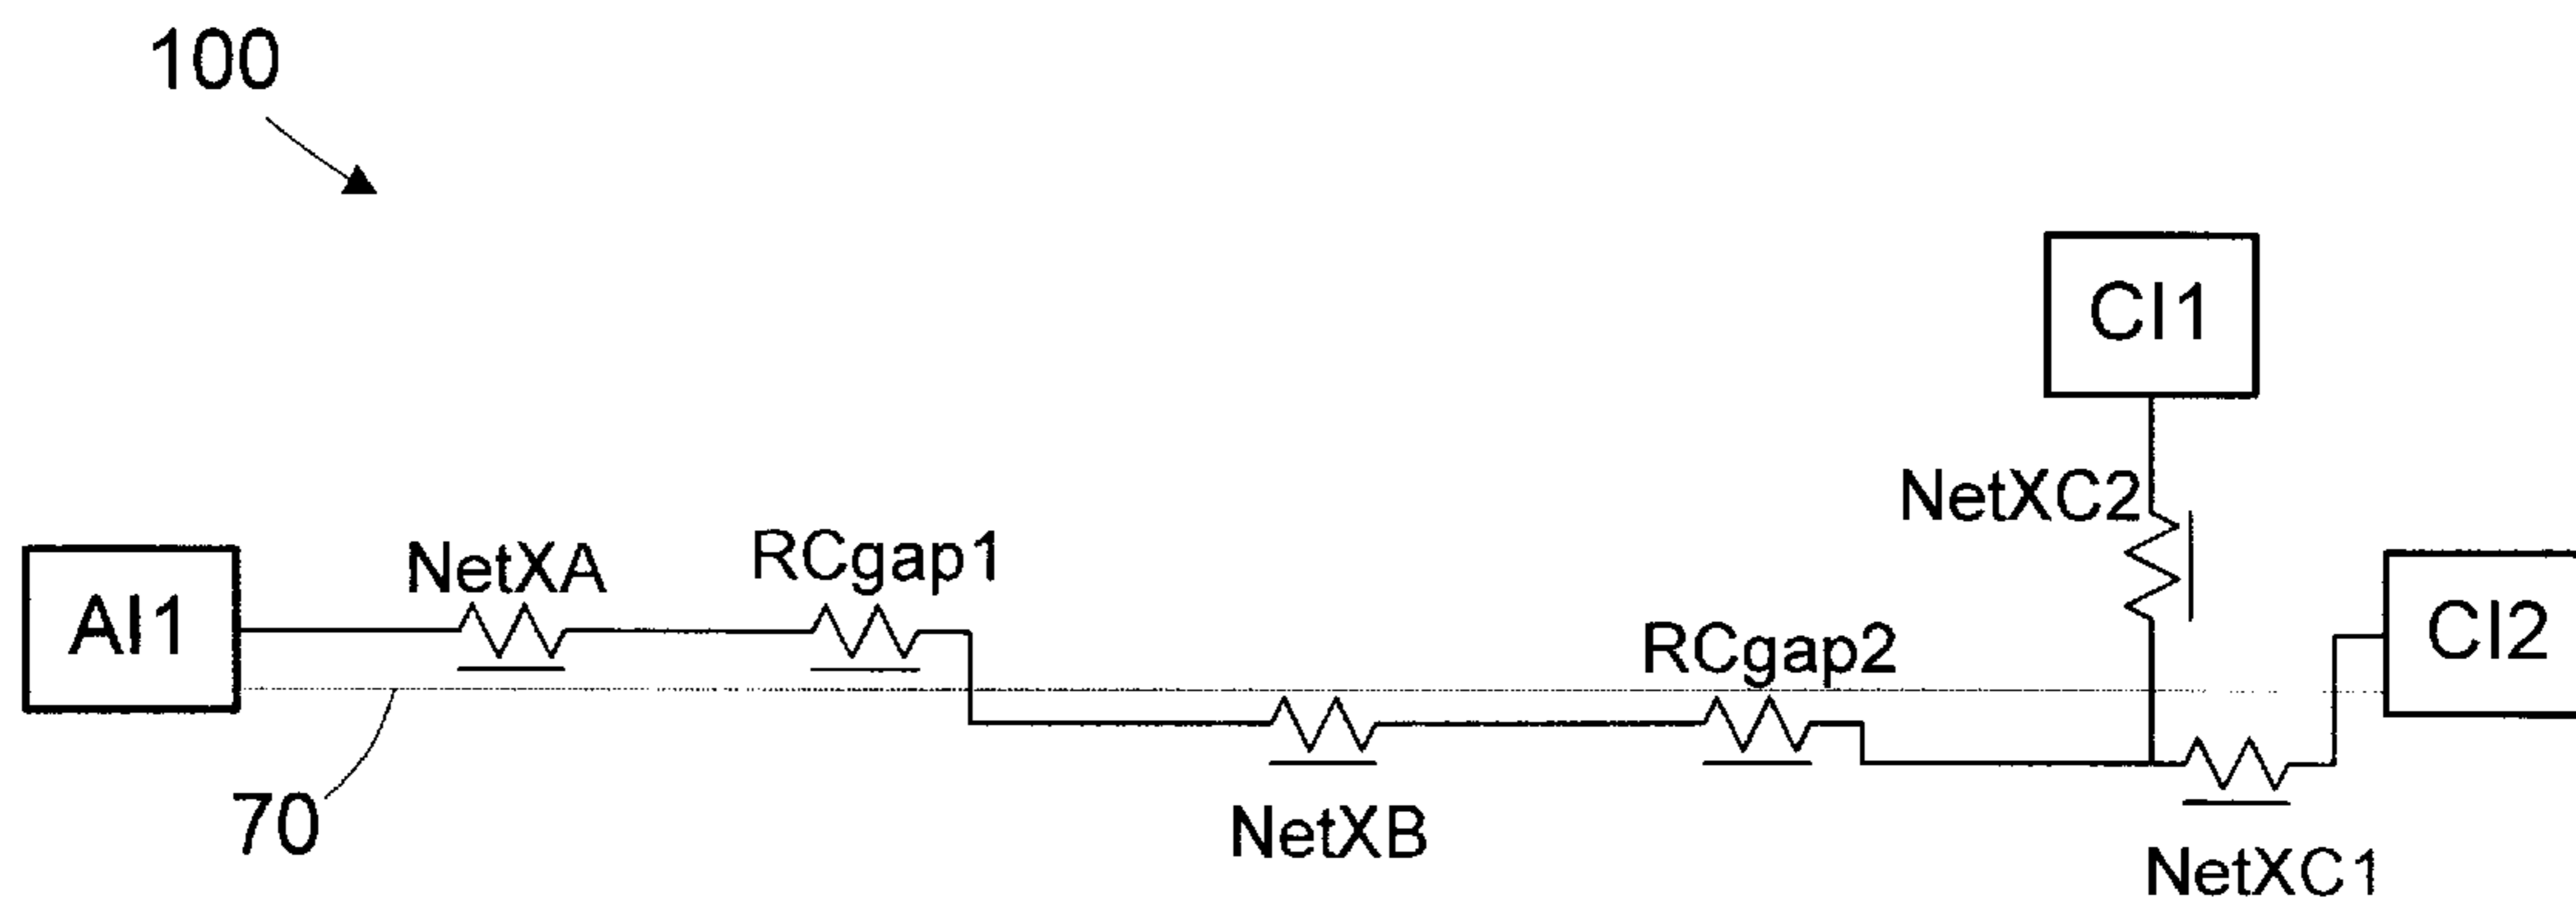 100
CI1
NetXC2
NetXA
RCgap1
AI1
RCgap2
CI2
70
NetXB
NetXC1